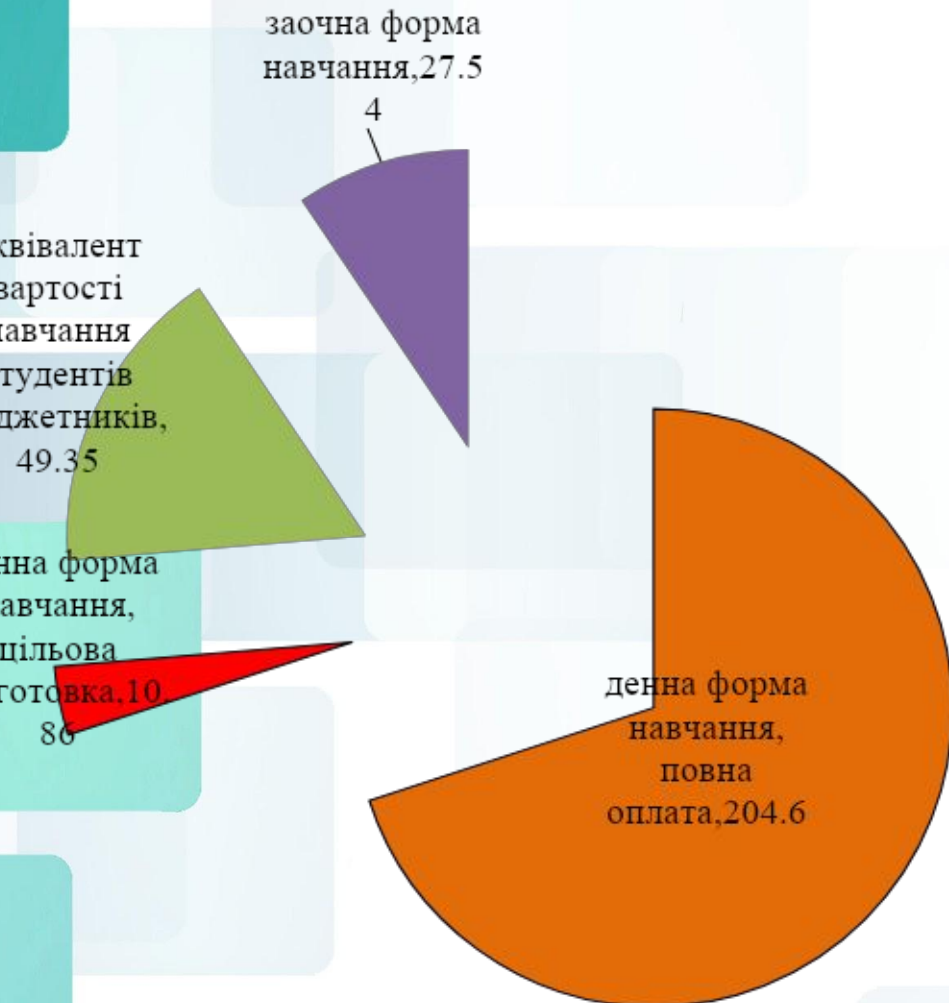 заочна форма
навчання,27.5
4
квівалент
вартості
навчання
тудентів
джетників,
49.35
нна форма
авчання,
цільова
готовка,10.
86
денна форма
навчання,
повна
оплата,204.6